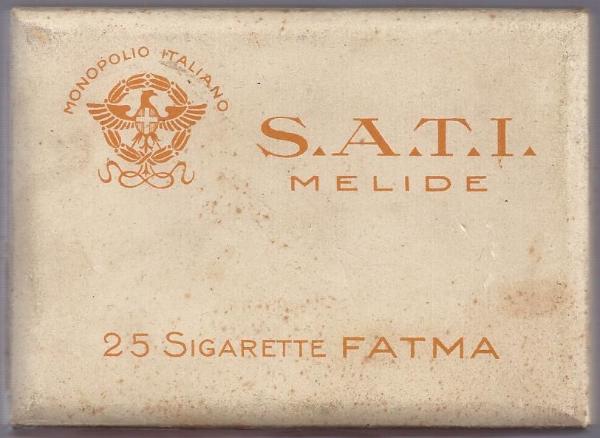 MONOPOLIO ITALIANO
S.A.T.I.
MELIDE
25 SIGARETTE FATMA